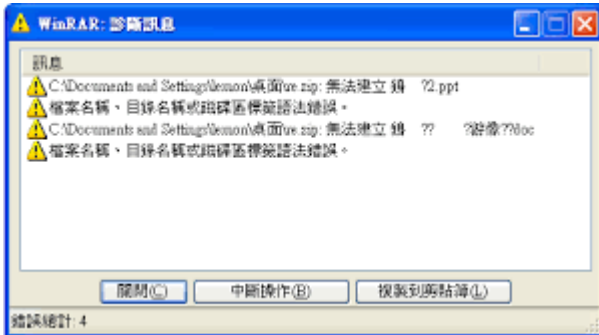 WinRAR: 診斷訊息
訊息
C:\Documents and Settings\lemon\桌面\ve.zip: 無法建立 鍗 ?2.ppt
檔案名稱、目錄名稱或磁碟區標籤語法錯誤。
C:\Documents and Settings\lemon\桌面\ve.zip: 無法建立 ?? ???doc
檔案名稱、目錄名稱或磁碟區標籤語法錯誤。
關閉(C) 中斷操作(B) 複製到剪貼簿(L)
錯誤總計: 4